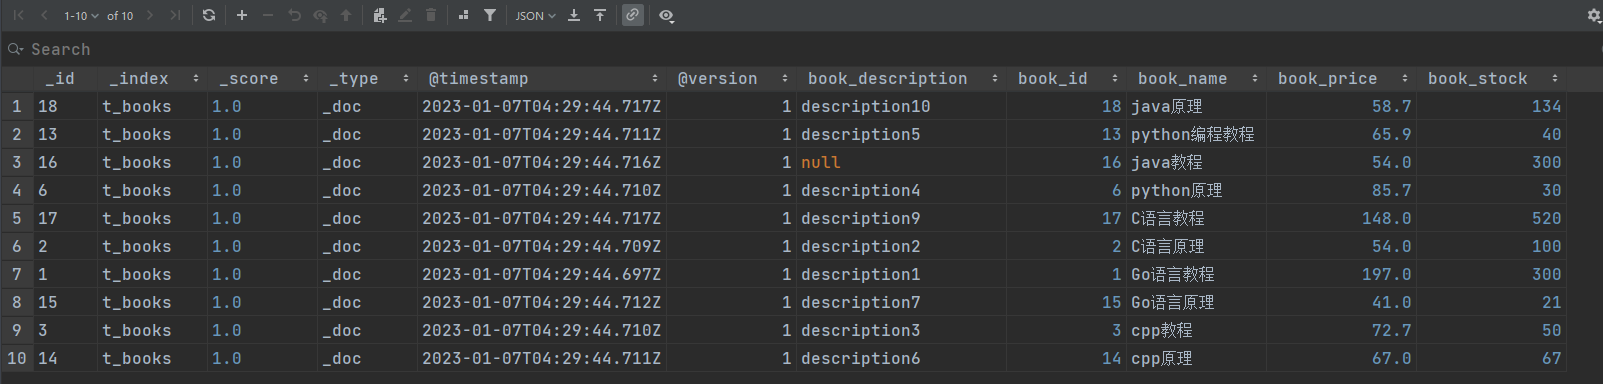 1-10 of 10 JSON
Search
_id _index _score _type @timestamp @version book_description book_id book_name book_price book_stock
1 18 t_books 1.0 _doc 2023-01-07T04:29:44.717Z 1 description10 18 java原理 58.7 134
2 13 t_books 1.0 _doc 2023-01-07T04:29:44.711Z 1 description5 13 python编程教程 65.9 40
3 16 t_books 1.0 _doc 2023-01-07T04:29:44.716Z 1 null 16 java教程 54.0 300
4 6 t_books 1.0 _doc 2023-01-07T04:29:44.710Z 1 description4 6 python原理 85.7 30
5 17 t_books 1.0 _doc 2023-01-07T04:29:44.717Z 1 description9 17 C语言教程 148.0 520
6 2 t_books 1.0 _doc 2023-01-07T04:29:44.709Z 1 description2 2 C语言原理 54.0 100
7 1 t_books 1.0 _doc 2023-01-07T04:29:44.697Z 1 description1 1 Go语言教程 197.0 300
8 15 t_books 1.0 _doc 2023-01-07T04:29:44.712Z 1 description7 15 Go语言原理 41.0 21
9 3 t_books 1.0 _doc 2023-01-07T04:29:44.710Z 1 description3 3 cpp教程 72.7 50
10 14 t_books 1.0 _doc 2023-01-07T04:29:44.711Z 1 description6 14 cpp原理 67.0 67